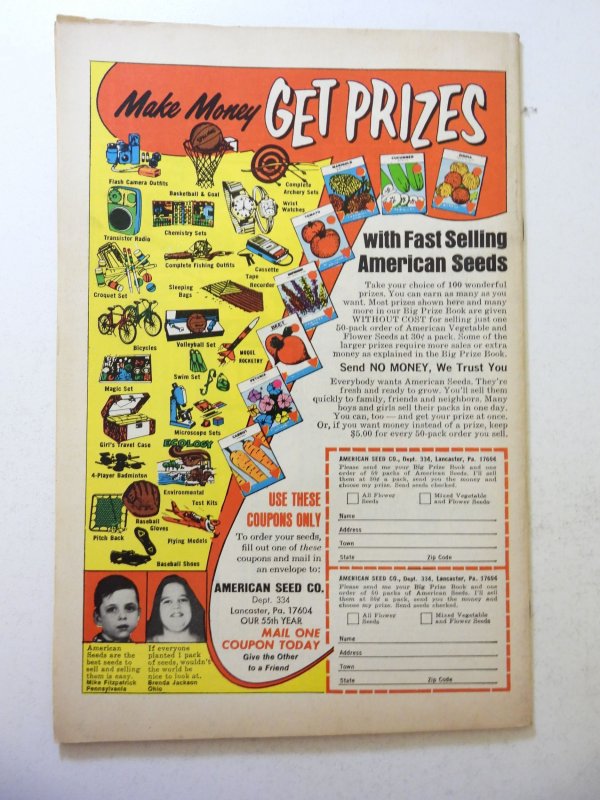 Make Money GET PRIZES
Flash Camera Outfits
Basketball & Goal
Complete
Archery Sets
Wrist
Watches
Transistor Radio
Chemistry Sets
Complete Fishing Outfits
Cassette
Tape
Recorder
Croquet Set
Sleeping
Bags
Bicycles
Volleyball Set
MODEL
ROCKETRY
Swim Set
Magic Set
Girl's Travel Case
Microscope Sets
ECOLOGY
4-Player Badminton
Environmental
Test Kits
Pitch Back
Baseball
Gloves
Flying Models
Baseball Shoes
CUCUMBER
TOMATO
BEET
with Fast Selling
American Seeds
Take your choice of 100 wonderful
prizes. You can earn as many as you
want. Most prizes shown here and many
more in our Big Prize Book are given
WITHOUT COST for selling just one
50-pack order of American Vegetable and
Flower Seeds at 30¢ a pack. Some of the
larger prizes require more sales or extra
money as explained in the Big Prize Book.
Send NO MONEY, We Trust You
Everybody wants American Seeds. They're
fresh and ready to grow. You'll sell them
quickly to family, friends and neighbors. Many
boys and girls sell their packs in one day.
You can, too — and get your prize at once.
Or, if you want money instead of a prize, keep
$5.00 for every 50-pack order you sell.
USE THESE
COUPONS ONLY
To order your seeds,
fill out one of these
coupons and mail in
an envelope to:
AMERICAN SEED CO.
Dept. 334
Lancaster, Pa. 17604
OUR 55th YEAR
MAIL ONE
COUPON TODAY
Give the Other
to a Friend
American
Seeds are the
best seeds to
sell and selling
them is easy.
Mike Fitzpatrick
Pennsylvania
If everyone
planted 1 pack
of seeds, wouldn't
the world be
nice to look at.
Brenda Jackson
Ohio
AMERICAN SEED CO., Dept. 334, Lancaster, Pa. 17604
Please send me your Big Prize Book and one
order of 50 packs of American Seeds. I'll sell
them at 30¢ a pack, send you the money and
choose my prize. Send seeds checked.
All Flower
Seeds
Mixed Vegetable
and Flower Seeds
Name
Address
Town
State Zip Code
AMERICAN SEED CO., Dept. 334, Lancaster, Pa. 17604
Please send me your Big Prize Book and one
order of 50 packs of American Seeds. I'll sell
them at 30¢ a pack, send you the money and
choose my prize. Send seeds checked.
All Flower
Seeds
Mixed Vegetable
and Flower Seeds
Name
Address
Town
State Zip Code